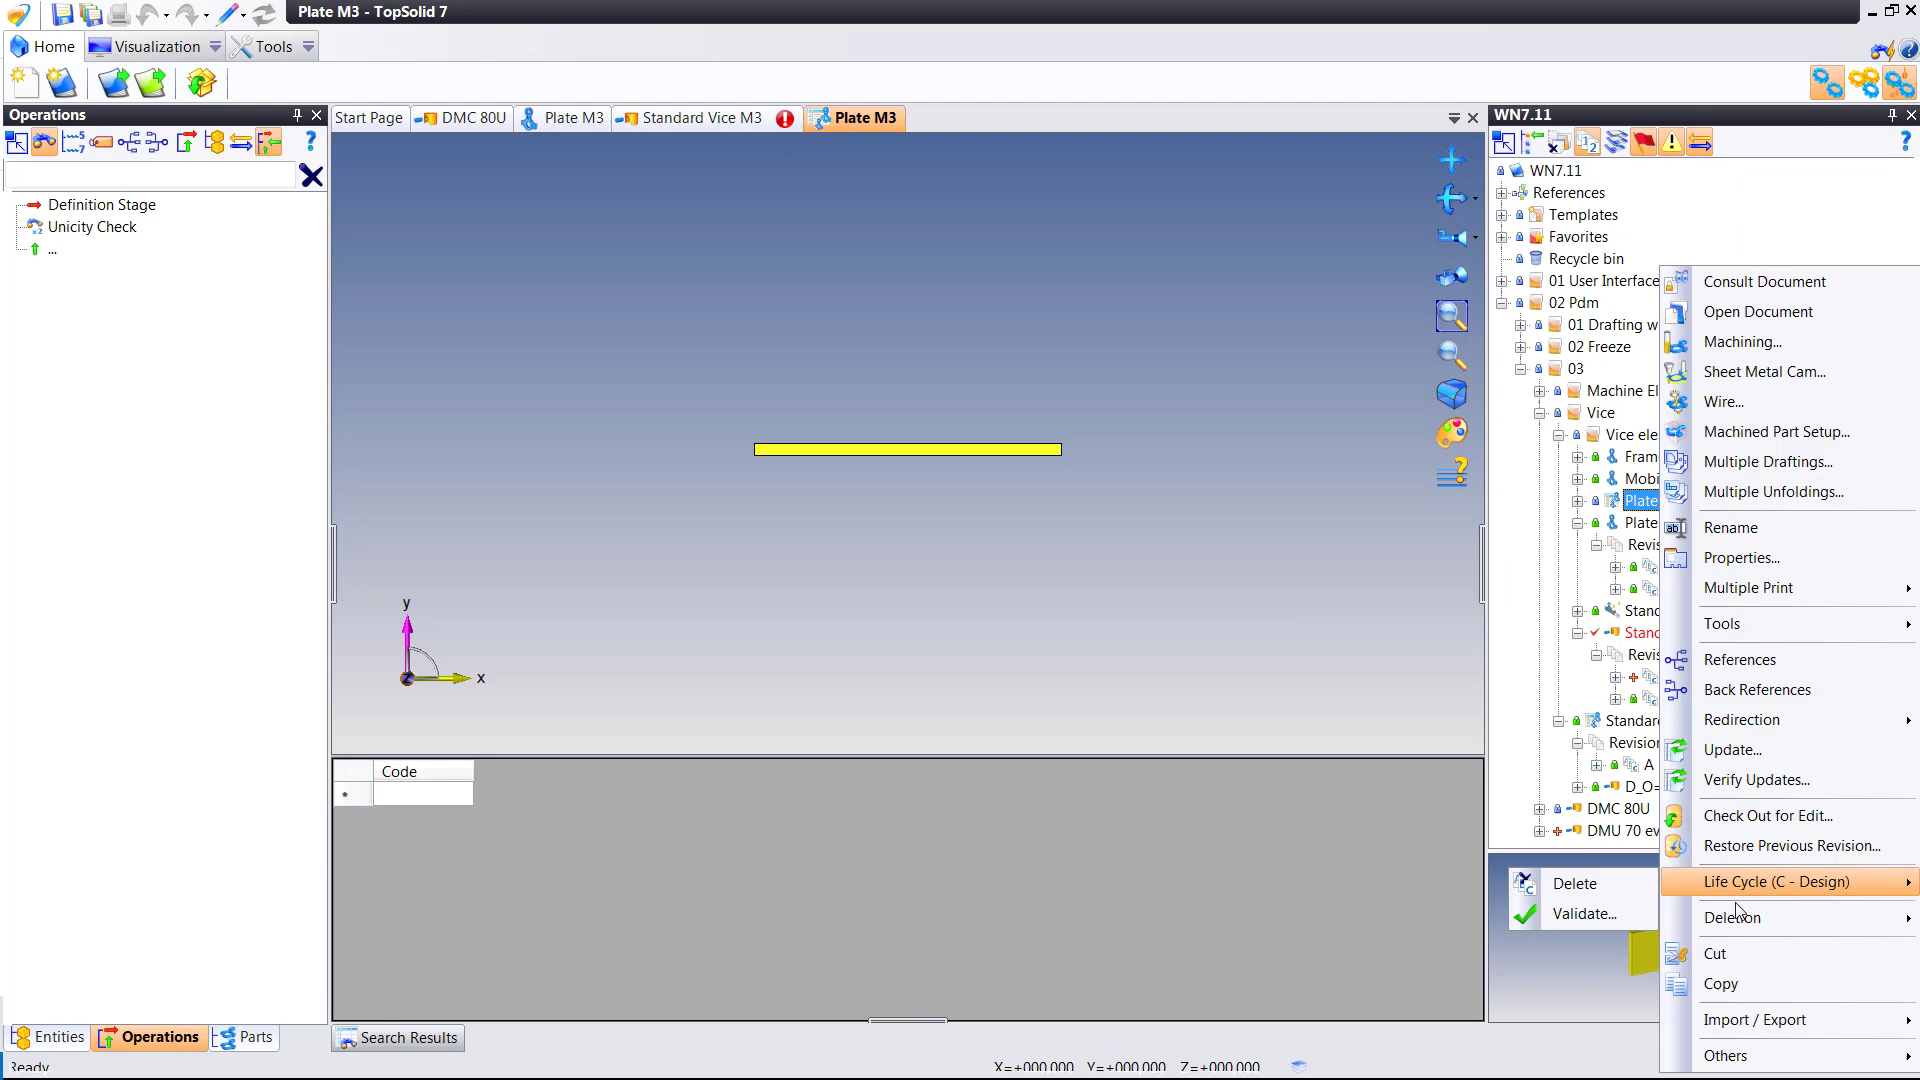 Plate M3 - TopSolid 7
Home
Visualization
Tools
Operations
Definition Stage
Unicity Check
...
Start Page
DMC 80U
Plate M3
Standard Vice M3
Plate M3
y
x
Code
*
Entities
Operations
Parts
Search Results
Ready
X=+000,000 Y=+000,000 Z=+000,000
WN7.11
WN7.11
References
Templates
Favorites
Recycle bin
01 User Interface
02 Pdm
01 Drafting w
02 Freeze
03
Machine El
Vice
Vice ele
Fram
Mobi
Plate
Plate
Revis
Stand
Stand
Revis
Standard
Revision
A
D_O=
DMC 80U
DMU 70 ev
Consult Document
Open Document
Machining...
Sheet Metal Cam...
Wire...
Machined Part Setup...
Multiple Draftings...
Multiple Unfoldings...
Rename
Properties...
Multiple Print
Tools
References
Back References
Redirection
Update...
Verify Updates...
Check Out for Edit...
Restore Previous Revision...
Life Cycle (C - Design)
Deletion
Cut
Copy
Import / Export
Others
Delete
Validate...